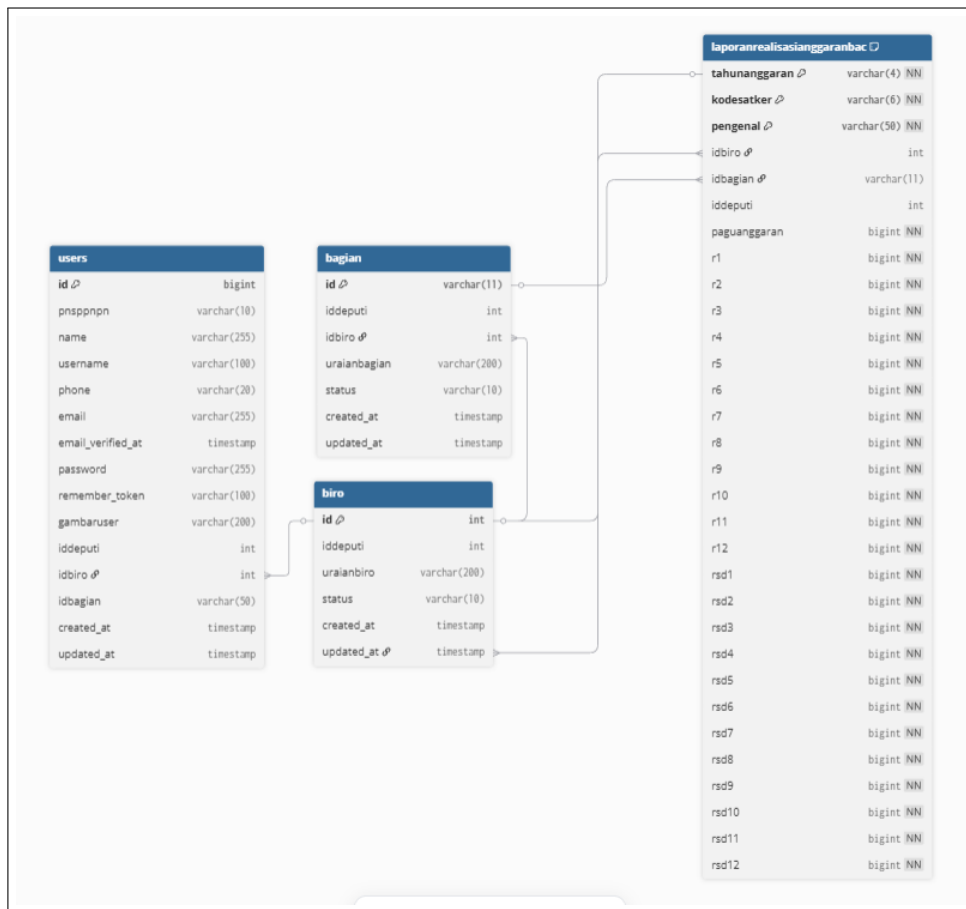 laporanrealisasianggaranbac
tahunanggaran varchar(4) NN
kodesatker varchar(6) NN
pengenal varchar(50) NN
idbiro int
idbagian varchar(11)
iddeputi int
paguanggaran bigint NN
r1 bigint NN
r2 bigint NN
r3 bigint NN
r4 bigint NN
r5 bigint NN
r6 bigint NN
r7 bigint NN
r8 bigint NN
r9 bigint NN
r10 bigint NN
r11 bigint NN
r12 bigint NN
rsd1 bigint NN
rsd2 bigint NN
rsd3 bigint NN
rsd4 bigint NN
rsd5 bigint NN
rsd6 bigint NN
rsd7 bigint NN
rsd8 bigint NN
rsd9 bigint NN
rsd10 bigint NN
rsd11 bigint NN
rsd12 bigint NN
users
id bigint
pnsppnpn varchar(10)
name varchar(255)
username varchar(100)
phone varchar(20)
email varchar(255)
email_verified_at timestamp
password varchar(255)
remember_token varchar(100)
gambaruser varchar(200)
iddeputi int
idbiro int
idbagian varchar(50)
created_at timestamp
updated_at timestamp
bagian
id varchar(11)
iddeputi int
idbiro int
uraianbagian varchar(200)
status varchar(10)
created_at timestamp
updated_at timestamp
biro
id int
iddeputi int
uraianbiro varchar(200)
status varchar(10)
created_at timestamp
updated_at timestamp